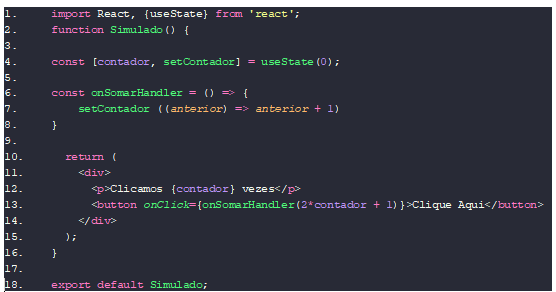 1. import React, {useState} from 'react';
2. function Simulado() {
3.
4. const [contador, setContador] = useState(0);
5.
6. const onSomarHandler = () => {
7. setContador ((anterior) => anterior + 1)
8. }
9.
10. return (
11. <div>
12. <p>Clicamos {contador} vezes</p>
13. <button onClick={onSomarHandler(2*contador + 1)}>Clique Aqui</button>
14. </div>
15. );
16. }
17.
18. export default Simulado;